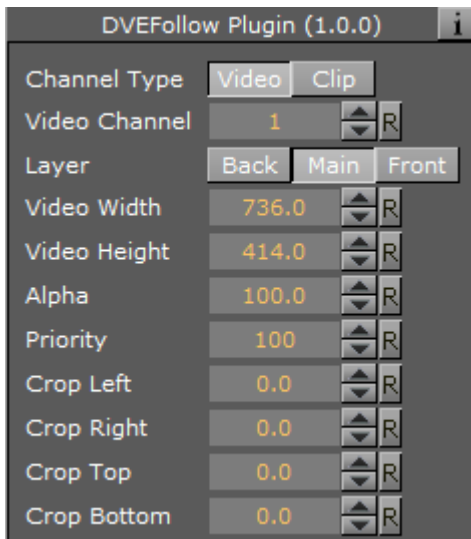 DVEFollow Plugin (1.0.0) i
Channel Type Video Clip
Video Channel 1 R
Layer Back Main Front
Video Width 736.0 R
Video Height 414.0 R
Alpha 100.0 R
Priority 100 R
Crop Left 0.0 R
Crop Right 0.0 R
Crop Top 0.0 R
Crop Bottom 0.0 R